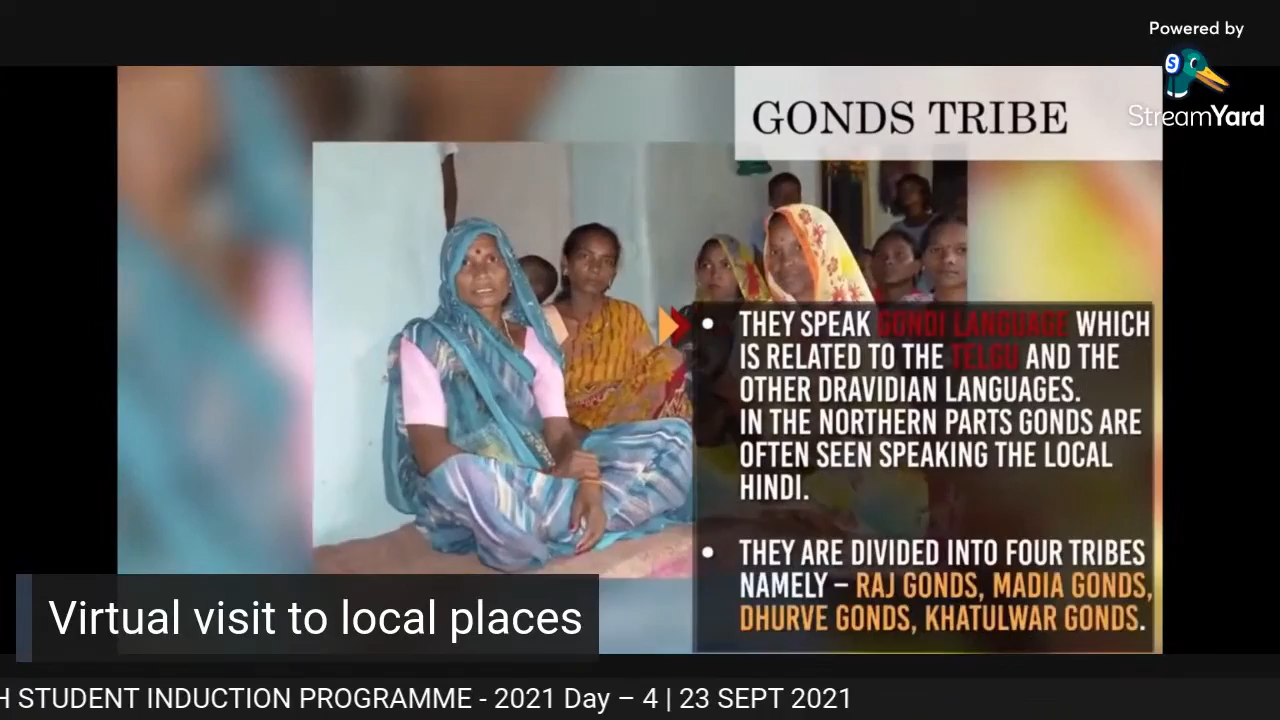 Powered by
StreamYard
GONDS TRIBE
• THEY SPEAK GONDI LANGUAGE WHICH
IS RELATED TO THE TELGU AND THE
OTHER DRAVIDIAN LANGUAGES.
IN THE NORTHERN PARTS GONDS ARE
OFTEN SEEN SPEAKING THE LOCAL
HINDI.
• THEY ARE DIVIDED INTO FOUR TRIBES
NAMELY – RAJ GONDS, MADIA GONDS,
DHURVE GONDS, KHATULWAR GONDS.
Virtual visit to local places
H STUDENT INDUCTION PROGRAMME - 2021 Day – 4 | 23 SEPT 2021